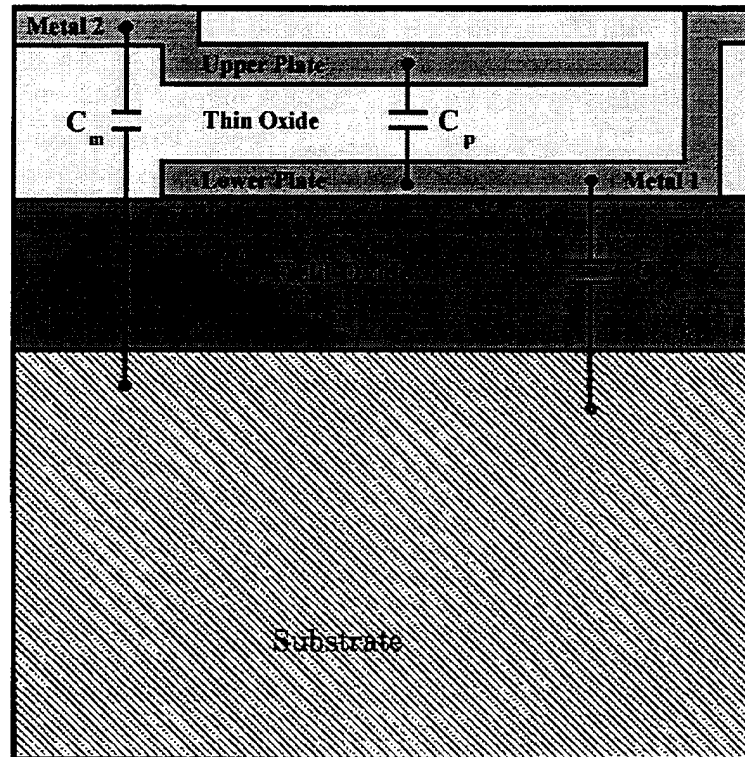 Metal 2
Upper Plate
C m
Thin Oxide
C p
Lower Plate
Metal 1
Substrate